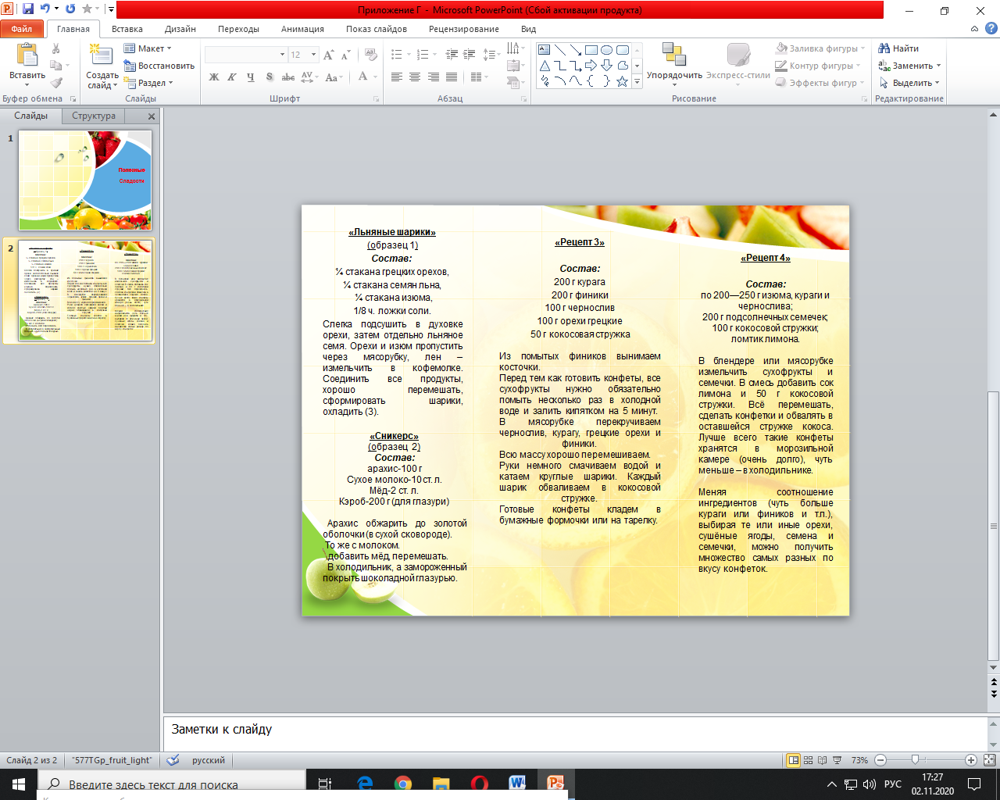 Приложение Г - Microsoft PowerPoint (Сбой активации продукта)
Файл Главная Вставка Дизайн Переходы Анимация Показ слайдов Рецензирование Вид
Вставить
Буфер обмена
Создать слайд
Макет
Восстановить
Раздел
Слайды
12
Ж К Ч S abc AV Aa A
Шрифт
Абзац
Упорядочить
Экспресс-стили
Заливка фигуры
Контур фигуры
Эффекты фигур
Рисование
Найти
Заменить
Выделить
Редактирование
Слайды Структура
1
Полезные
Сладости
2
«Льняные шарики»
(образец 1)
Состав:
¼ стакан грецких орехов,
¼ стакана семян льна,
¼ стакана изюма,
1/8 ч. ложки соли.
Слегка подсушить в духовке
орехи, затем отдельно льняное
семя. Орехи и изюм пропустить
через мясорубку, лен –
измельчить в кофемолке.
Соединить все продукты,
хорошо перемешать,
сформировать шарики,
охладить (3).
«Сникерс»
(образец 2)
Состав:
арахис-100 г
Сухое молоко-10 ст. л.
Мёд-2 ст. л.
Кэроб-200 г (для глазури)
Арахис обжарить до золотой
оболочки (в сухой сковороде).
То же с молоком.
добавить мёд, перемешать.
В холодильник, а замороженный
покрыть шоколадной глазурью.
«Рецепт 3»
Состав:
200 г курага
200 г финики
100 г чернослив
100 г орехи грецкие
50 г кокосовая стружка
Из помытых фиников вынимаем
косточки.
Перед тем как готовить конфеты, все
сухофрукты нужно обязательно
помыть несколько раз в холодной
воде и залить кипятком на 5 минут.
В мясорубке перекручиваем
чернослив, курагу, грецкие орехи и
финики.
Всю массу хорошо перемешиваем.
Руки немного смачиваем водой и
катаем круглые шарики. Каждый
шарик обваливаем в кокосовой
стружке.
Готовые конфеты кладем в
бумажные формочки или на тарелку.
«Рецепт 4»
Состав:
по 200—250 г изюма, кураги и
чернослива;
200 г подсолнечных семечек;
100 г кокосовой стружки;
ломтик лимона.
В блендере или мясорубке
измельчить сухофрукты и
семечки. В смесь добавить сок
лимона и 50 г кокосовой
стружки. Всё перемешать,
сделать конфетки и обвалять в
оставшейся стружке кокоса.
Лучше всего такие конфеты
хранятся в морозильной
камере (очень долго), чуть
меньше – в холодильнике.
Меняя соотношение
ингредиентов (чуть больше
кураги или фиников и т.п.),
выбирая те или иные орехи,
сушёные ягоды, семена и
семечки, можно получить
множество самых разных по
вкусу конфеток.
Заметки к слайду
Слайд 2 из 2 "577TGp_fruit_light" русский 73%
Введите здесь текст для поиска
РУС
17:27
02.11.2020